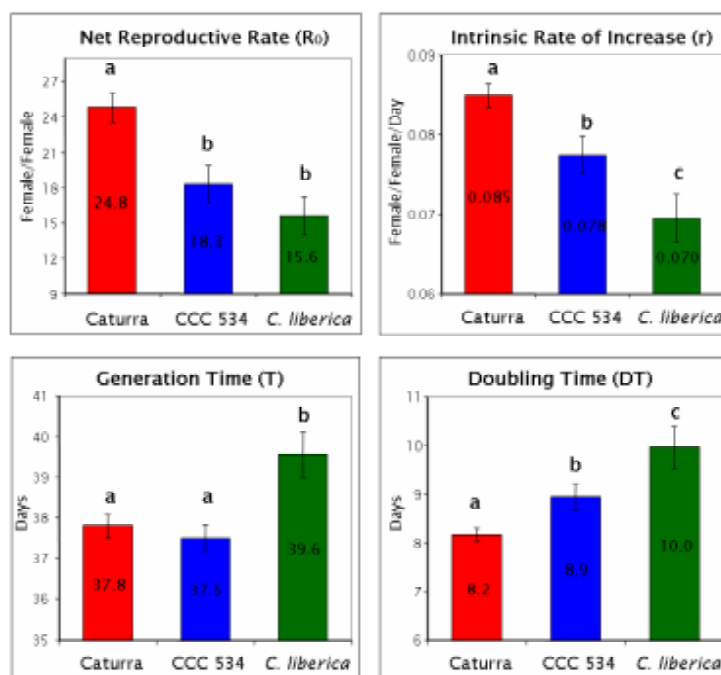 Net Reproductive Rate (R₀)
Female/Female
27
24
21
18
15
12
9
a
b
b
24.8
18.3
15.6
Caturra
CCC 534
C. liberica
Intrinsic Rate of Increase (r)
Female/Female/Day
0.09
0.08
0.07
0.06
a
b
c
0.085
0.078
0.070
Caturra
CCC 534
C. liberica
Generation Time (T)
Days
41
40
39
38
37
36
35
a
a
b
37.8
37.5
39.6
Caturra
CCC 534
C. liberica
Doubling Time (DT)
Days
11
10
9
8
7
6
a
b
c
8.2
8.9
10.0
Caturra
CCC 534
C. liberica